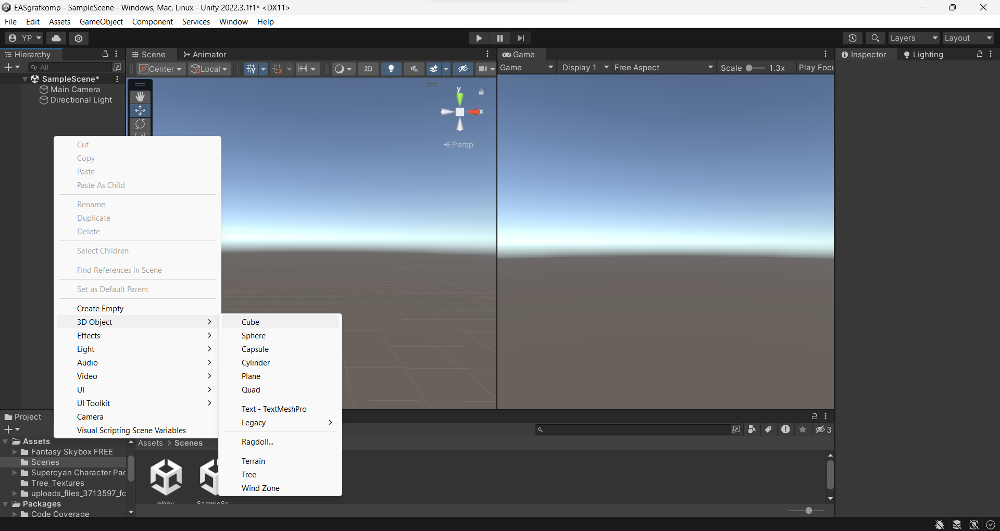 EASgrafkomp - SampleScene - Windows, Mac, Linux - Unity 2022.3.1f1* <DX11>
File Edit Assets GameObject Component Services Window Help
YP Layers Layout
Hierarchy Scene Animator Game Inspector Lighting
All Center Local 2D Game Display 1 Free Aspect Scale 1.3x Play Focu
SampleScene*
Main Camera
Directional Light
y
x
Persp
Cut
Copy
Paste
Paste As Child
Rename
Duplicate
Delete
Select Children
Find References in Scene
Set as Default Parent
Create Empty
3D Object
Effects
Light
Audio
Video
UI
UI Toolkit
Camera
Visual Scripting Scene Variables
Cube
Sphere
Capsule
Cylinder
Plane
Quad
Text - TextMeshPro
Legacy
Ragdoll...
Terrain
Tree
Wind Zone
Project
3
Assets
Fantasy Skybox FREE
Scenes
Supercyan Character Pac
Tree_Textures
uploads_files_3713597_fo
Packages
Code Coverage
Assets > Scenes
lobby SampleSc